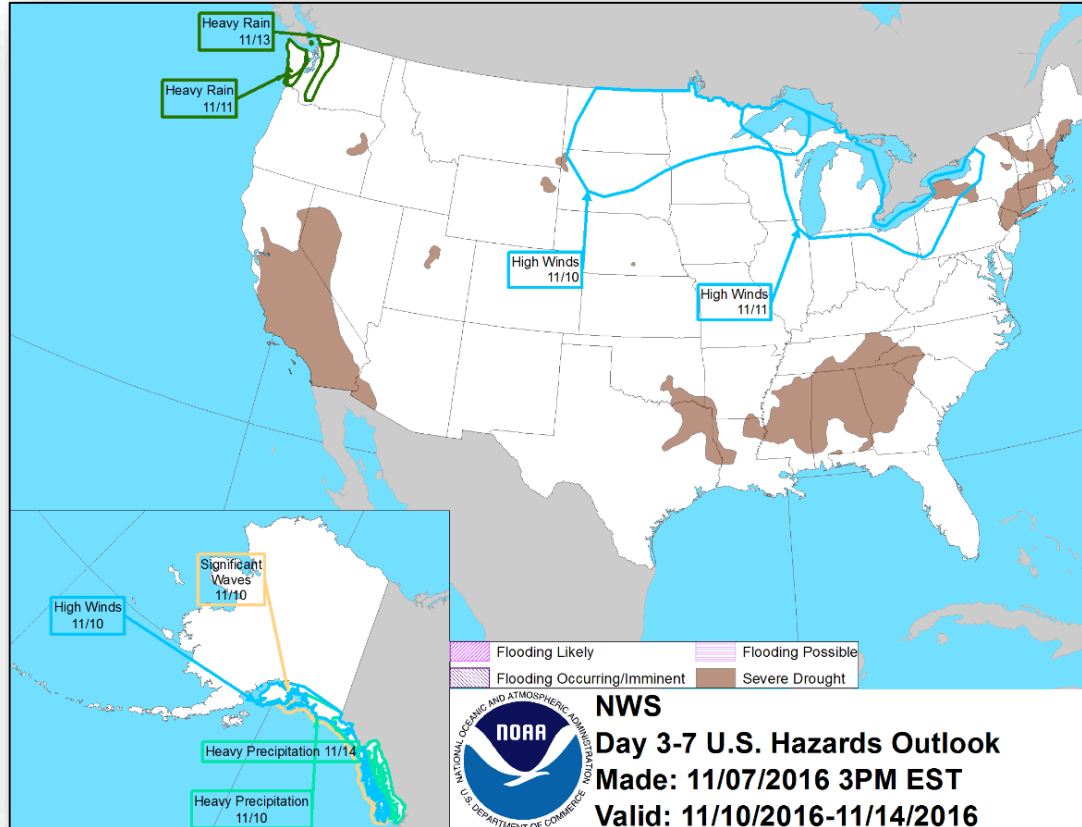 Heavy Rain
11/13
Heavy Rain
11/11
High Winds
11/10
High Winds
11/11
Significant
Waves
11/10
High Winds
11/10
Heavy Precipitation 11/14
Heavy Precipitation
11/10
Flooding Likely
Flooding Possible
Flooding Occurring/Imminent
Severe Drought
NATIONAL OCEANIC AND ATMOSPHERIC ADMINISTRATION
NOAA
U.S. DEPARTMENT OF COMMERCE
NWS
Day 3-7 U.S. Hazards Outlook
Made: 11/07/2016 3PM EST
Valid: 11/10/2016-11/14/2016